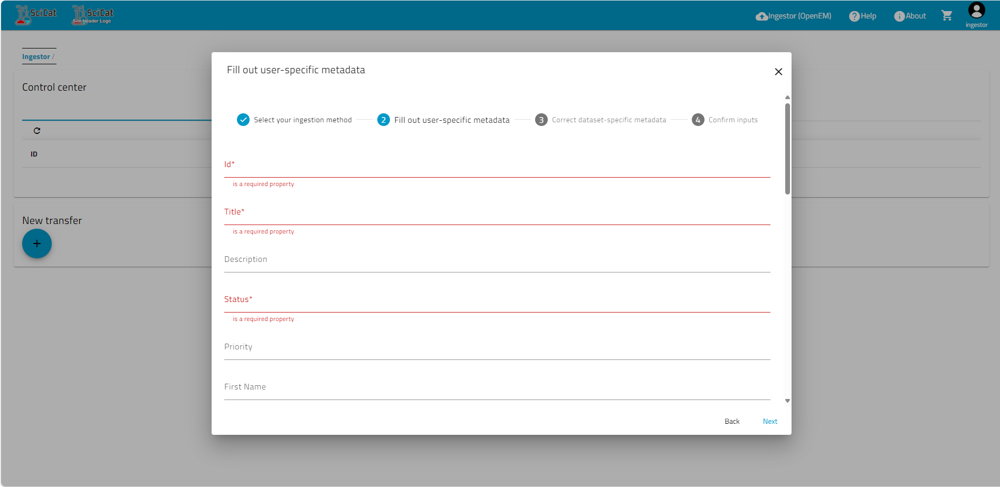 SciCat
SciCat
Site Header Logo
Ingestor (OpenEM)
Help
About
ingestor
Ingestor /
Control center
ID
New transfer
Fill out user-specific metadata
Select your ingestion method
2 Fill out user-specific metadata
3 Correct dataset-specific metadata
4 Confirm inputs
Id*
is a required property
Title*
is a required property
Description
Status*
is a required property
Priority
First Name
Back
Next